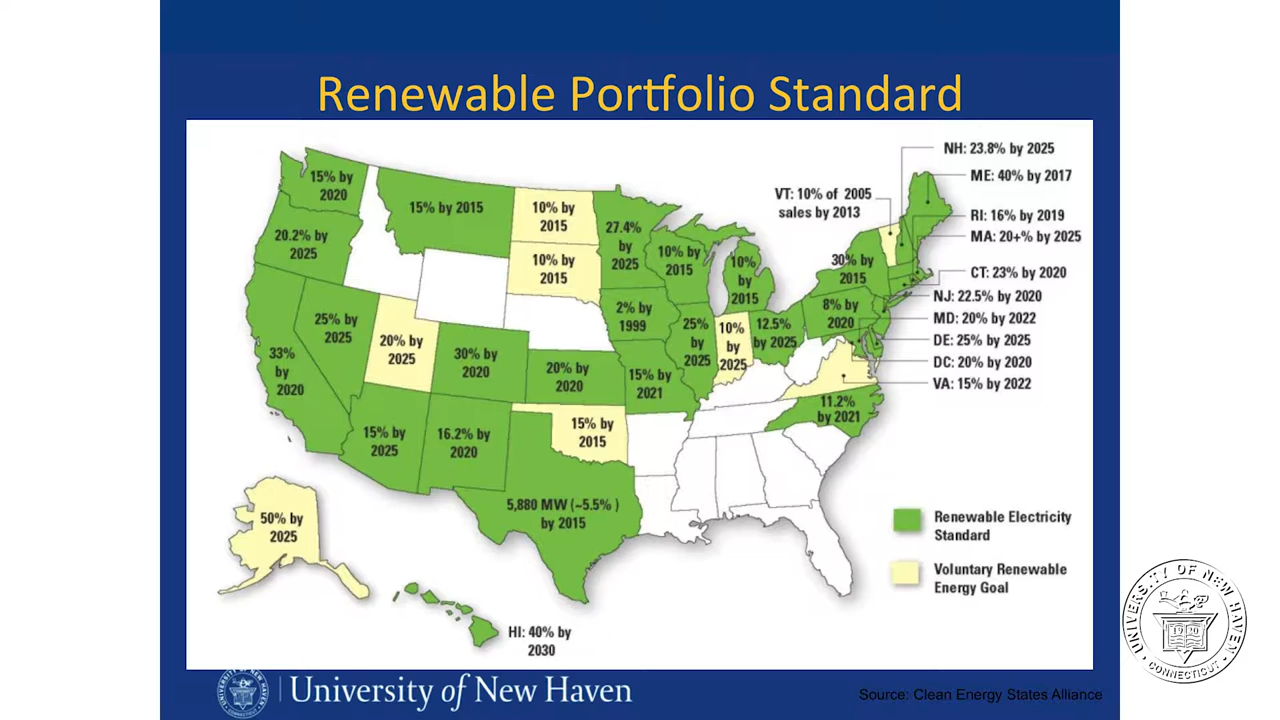 Renewable Portfolio Standard
15% by
2020
20.2% by
2025
33%
by
2020
25% by
2025
15% by 2015
20% by
2025
15% by
2025
30% by
2020
16.2% by
2020
10% by
2015
10% by
2015
20% by
2020
15% by
2015
5,880 MW (~5.5%)
by 2015
27.4%
by
2025
2% by
1999
15% by
2021
10% by
2015
25%
by
2025
10%
by
2015
10%
by
2025
12.5%
by 2025
8% by
2020
30% by
2015
11.2%
by 2021
VT: 10% of 2005
sales by 2013
NH: 23.8% by 2025
ME: 40% by 2017
RI: 16% by 2019
MA: 20+% by 2025
CT: 23% by 2020
NJ: 22.5% by 2020
MD: 20% by 2022
DE: 25% by 2025
DC: 20% by 2020
VA: 15% by 2022
50% by
2025
HI: 40% by
2030
Renewable Electricity
Standard
Voluntary Renewable
Energy Goal
University of New Haven
Source: Clean Energy States Alliance
UNIVERSITY OF NEW HAVEN
1920
CONNECTICUT